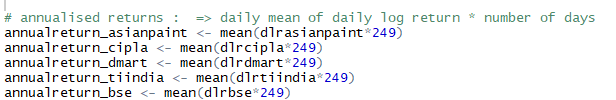 # annualised returns :  => daily mean of daily log return * number of days
annualreturn_asianpaint <- mean(dlrasianpaint*249)
annualreturn_cipla <- mean(dlrcipla*249)
annualreturn_dmart <- mean(dlrdmart*249)
annualreturn_tiindia <- mean(dlrtiindia*249)
annualreturn_bse <- mean(dlrbse*249)